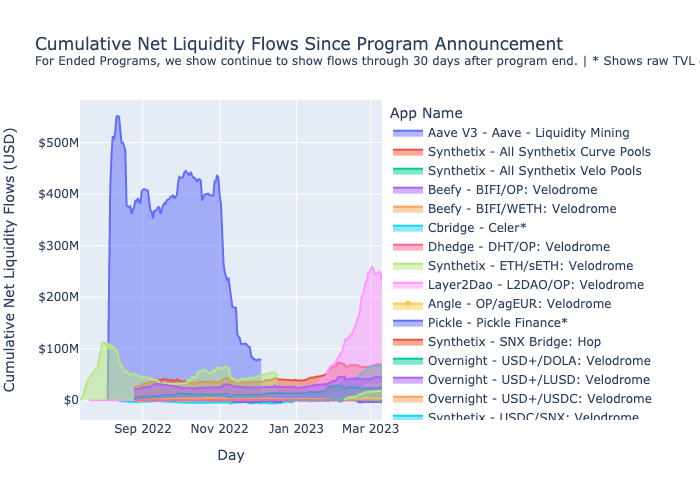 Cumulative Net Liquidity Flows Since Program Announcement
For Ended Programs, we show continue to show flows through 30 days after program end. | * Shows raw TVL
Cumulative Net Liquidity Flows (USD)
$500M
$400M
$300M
$200M
$100M
$0
Sep 2022
Nov 2022
Jan 2023
Mar 2023
Day
App Name
Aave V3 - Aave - Liquidity Mining
Synthetix - All Synthetix Curve Pools
Synthetix - All Synthetix Velo Pools
Beefy - BIFI/OP: Velodrome
Beefy - BIFI/WETH: Velodrome
Cbridge - Celer*
Dhedge - DHT/OP: Velodrome
Synthetix - ETH/sETH: Velodrome
Layer2Dao - L2DAO/OP: Velodrome
Angle - OP/agEUR: Velodrome
Pickle - Pickle Finance*
Synthetix - SNX Bridge: Hop
Overnight - USD+/DOLA: Velodrome
Overnight - USD+/LUSD: Velodrome
Overnight - USD+/USDC: Velodrome
Synthetix - USDC/SNX: Velodrome